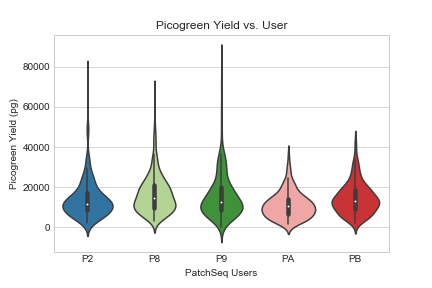 Picogreen Yield vs. User
Picogreen Yield (pg)
80000
60000
40000
20000
0
P2 P8 P9 PA PB
PatchSeq Users